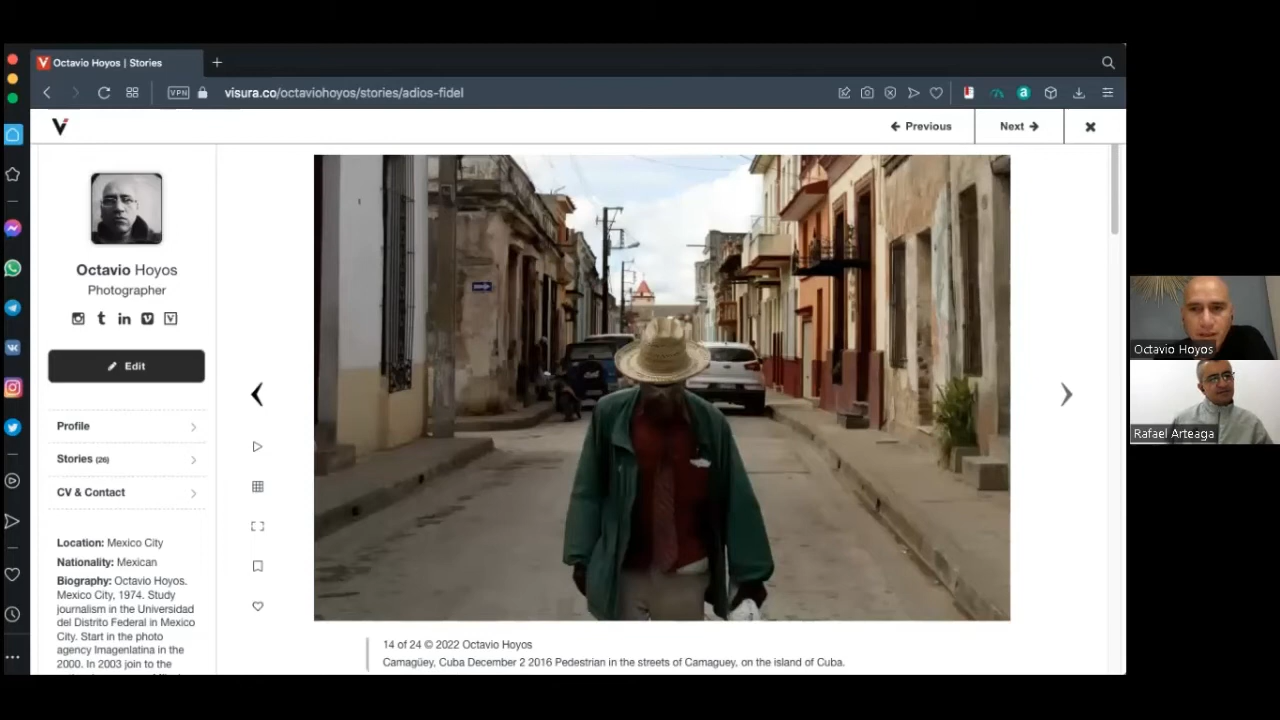 Octavio Hoyos | Stories
VPN
visura.co/octaviohoyos/stories/adios-fidel
Previous
Next
Octavio Hoyos
Photographer
Edit
Profile
Stories (26)
CV & Contact
Location: Mexico City
Nationality: Mexican
Biography: Octavio Hoyos.
Mexico City, 1974. Study
journalism in the Universidad
del Distrito Federal in Mexico
City. Start in the photo
agency Imagenlatina in the
2000. In 2003 join to the
14 of 24 © 2022 Octavio Hoyos
Camagüey, Cuba December 2 2016 Pedestrian in the streets of Camaguey, on the island of Cuba.
Octavio Hoyos
Rafael Arteaga